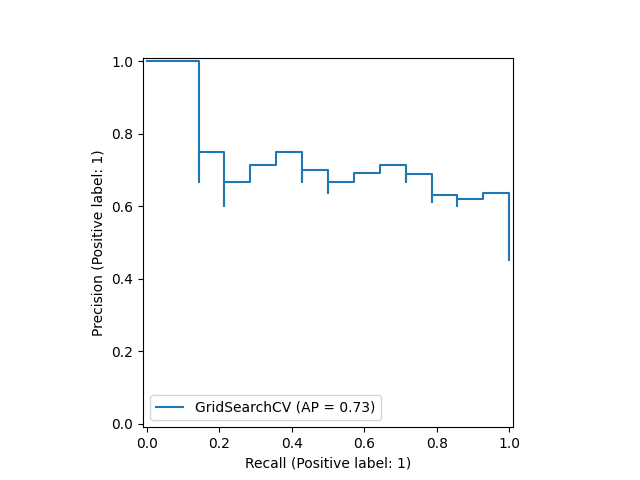 1.0
0.8
0.6
0.4
0.2
0.0
Precision (Positive label: 1)
GridSearchCV (AP = 0.73)
0.0 0.2 0.4 0.6 0.8 1.0
Recall (Positive label: 1)